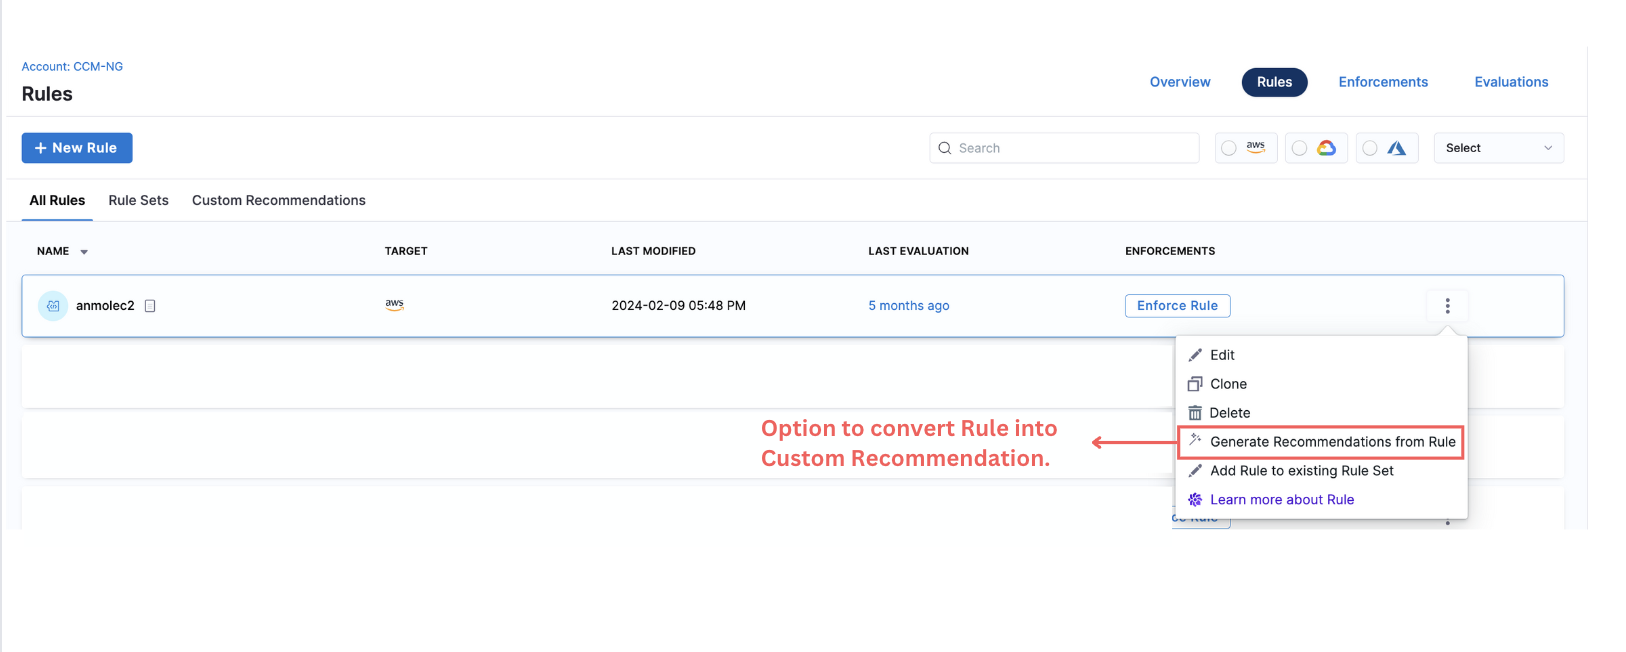 Account: CCM-NG
Rules
Overview
Rules
Enforcements
Evaluations
+ New Rule
Search
aws
Select
All Rules
Rule Sets
Custom Recommendations
NAME
TARGET
LAST MODIFIED
LAST EVALUATION
ENFORCEMENTS
anmolec2
aws
2024-02-09 05:48 PM
5 months ago
Enforce Rule
Edit
Clone
Delete
Generate Recommendations from Rule
Add Rule to existing Rule Set
Learn more about Rule
Option to convert Rule into
Custom Recommendation.